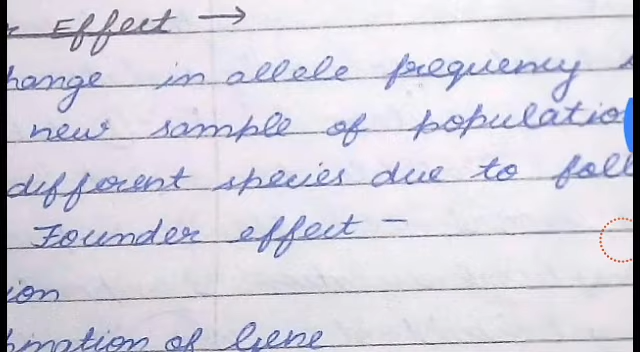 Effect →
hange in allele frequency
new sample of populatio
different species due to foll
Founder effect –
ion
bination of Gene